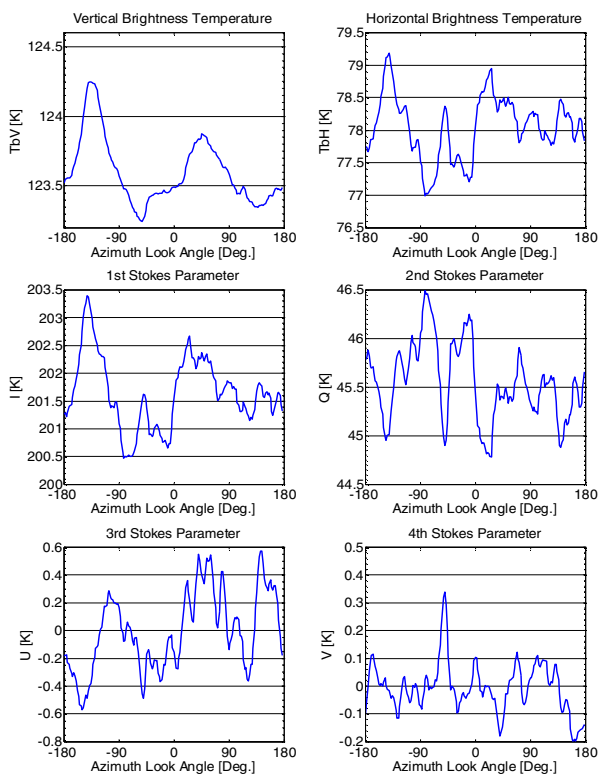 Vertical Brightness Temperature
124.5
124
123.5
TbV [K]
-180 -90 0 90 180
Azimuth Look Angle [Deg.]
Horizontal Brightness Temperature
79.5
79
78.5
78
77.5
77
76.5
TbH [K]
-180 -90 0 90 180
Azimuth Look Angle [Deg.]
1st Stokes Parameter
203.5
203
202.5
202
201.5
201
200.5
200
I [K]
-180 -90 0 90 180
Azimuth Look Angle [Deg.]
2nd Stokes Parameter
46.5
46
45.5
45
44.5
Q [K]
-180 -90 0 90 180
Azimuth Look Angle [Deg.]
3rd Stokes Parameter
0.6
0.4
0.2
0
-0.2
-0.4
-0.6
-0.8
U [K]
-180 -90 0 90 180
Azimuth Look Angle [Deg.]
4th Stokes Parameter
0.5
0.4
0.3
0.2
0.1
0
-0.1
-0.2
V [K]
-180 -90 0 90 180
Azimuth Look Angle [Deg.]